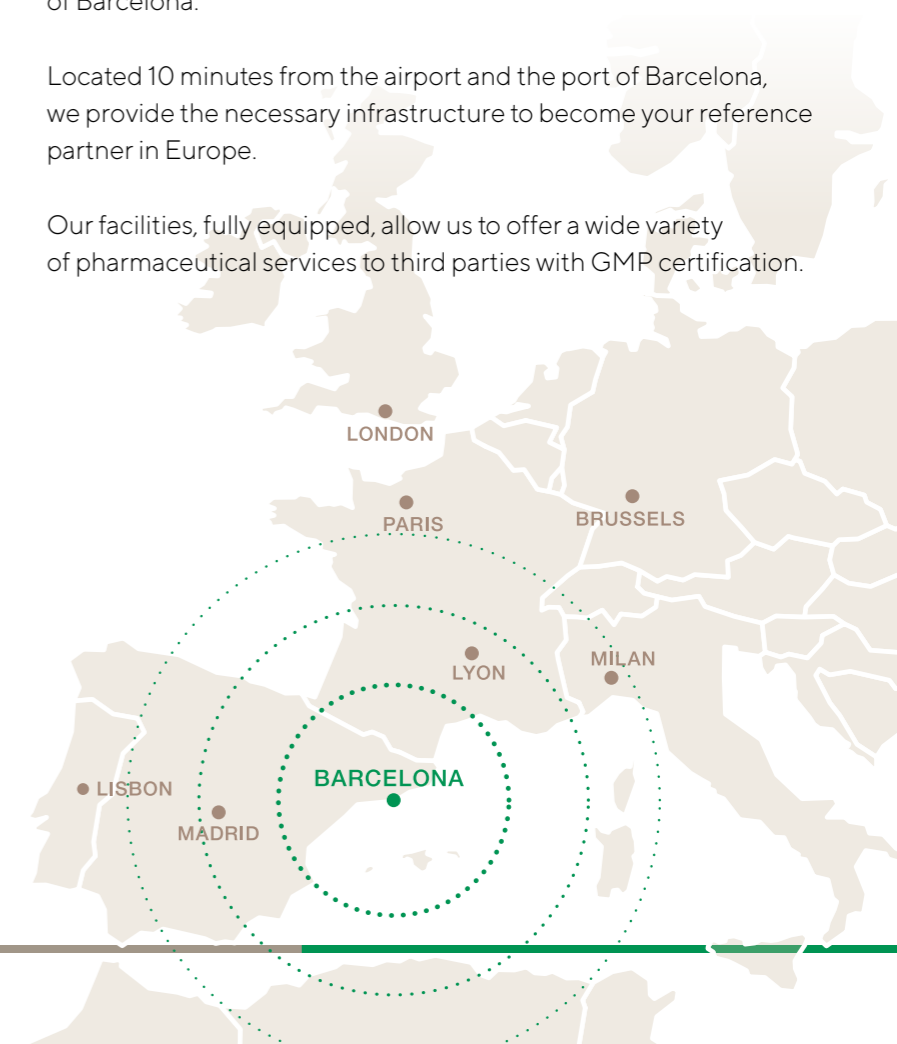 of Barcelona.
Located 10 minutes from the airport and the port of Barcelona,
we provide the necessary infrastructure to become your reference
partner in Europe.
Our facilities, fully equipped, allow us to offer a wide variety
of pharmaceutical services to third parties with GMP certification.
LONDON
PARIS
BRUSSELS
LYON
MILAN
BARCELONA
LISBON
MADRID